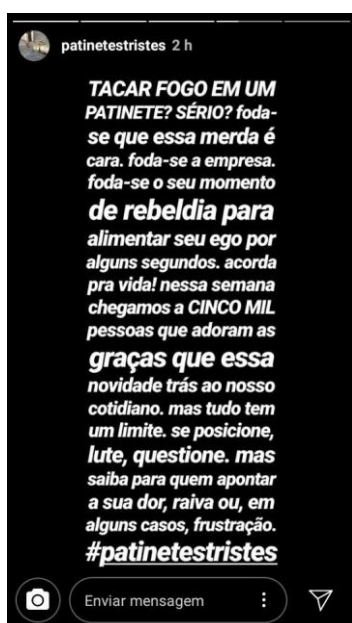 patinetestristes 2 h
TACAR FOGO EM UM
PATINETE? SÉRIO? foda-
se que essa merda é
cara. foda-se a empresa.
foda-se o seu momento
de rebeldia para
alimentar seu ego por
alguns segundos. acorda
pra vida! nessa semana
chegamos a CINCO MIL
pessoas que adoram as
graças que essa
novidade trás ao nosso
cotidiano. mas tudo tem
um limite. se posicione,
lute, questione. mas
saiba para quem apontar
a sua dor, raiva ou, em
alguns casos, frustração.
#patinetestristes
Enviar mensagem